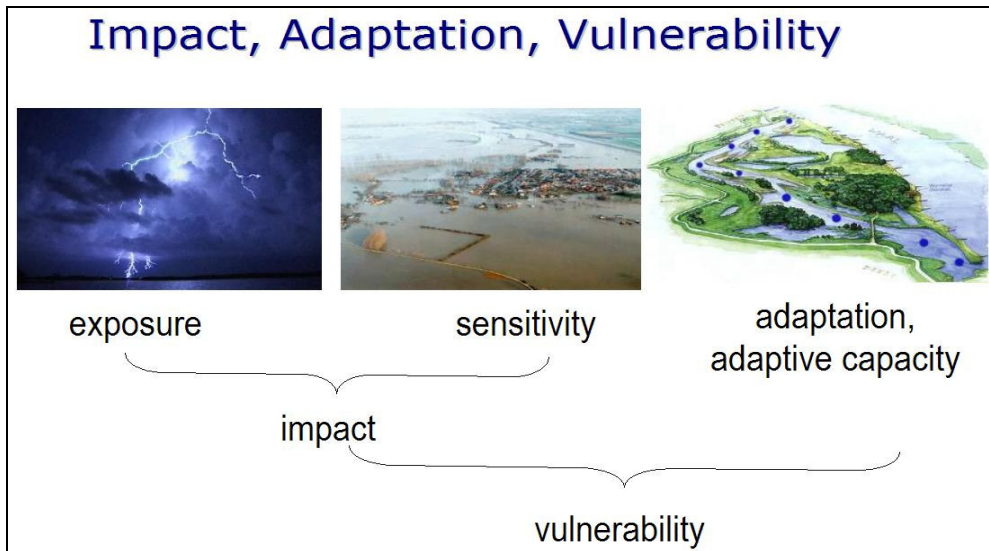 Impact, Adaptation, Vulnerability
exposure
sensitivity
adaptation,
adaptive capacity
impact
vulnerability